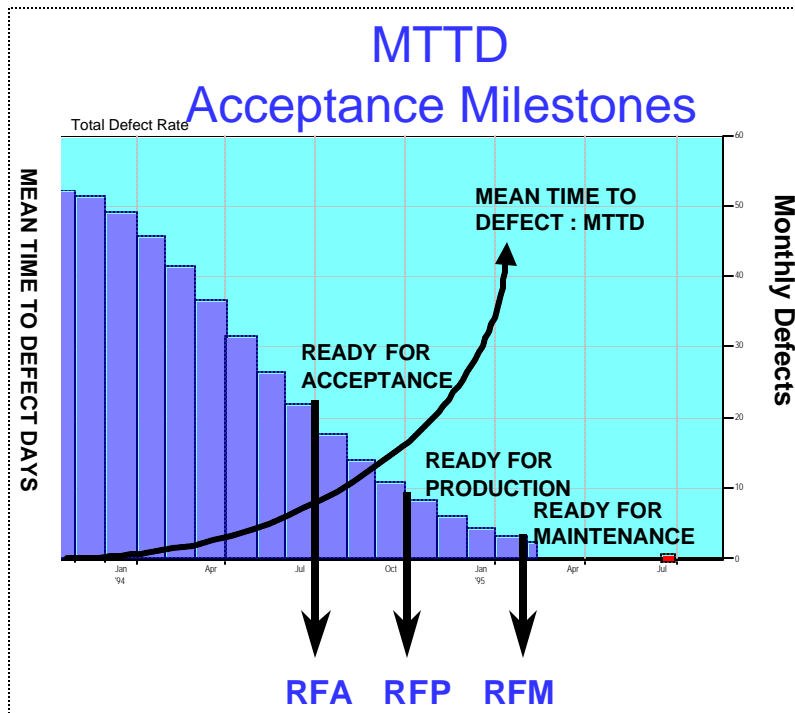 MTTD
Acceptance Milestones
Total Defect Rate
MEAN TIME TO DEFECT DAYS
Monthly Defects
60
50
40
30
20
10
0
MEAN TIME TO
DEFECT : MTTD
READY FOR
ACCEPTANCE
READY FOR
PRODUCTION
READY FOR
MAINTENANCE
Jan Apr Jul Oct Jan Apr Jul
'94 '95
RFA RFP RFM